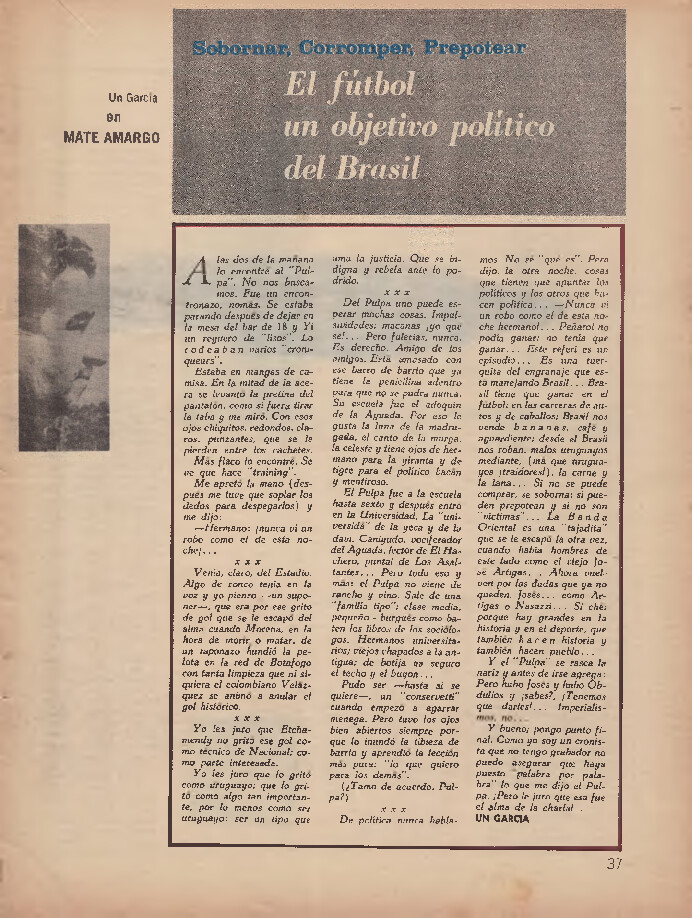 Sobornar, Corromper, Prepotear
El fútbol
un objetivo político
del Brasil
Un García
en
MATE AMARGO
A las dos de la mañana
lo encontré al "Pul-
pa". No nos busca-
mos. Fue un encon-
tronazo, nomás. Se estaba
parando después de dejar en
la mesa del bar de 18 y Yi
un reguero de "lisos". Lo
rodeaban varios "croni-
queurs".
Estaba en mangas de ca-
misa. En la mitad de la ace-
ra se levantó la pretina del
pantalón, como si fuera tirar
la taba y me miró. Con esos
ojos chiquitos, redondos, cla-
ros, punzantes, que se le
pierden entre los cachetes.
Más flaco lo encontré. Se
ve que hace "training".
Me apretó la mano (des-
pués me tuve que soplar los
dedos para despegarlos) y
me dijo:
—Hermano: ¡nunca vi un
robo como el de esta no-
che!...
x x x
Venía, claro, del Estadio.
Algo de ronco tenía en la
voz y yo pienso - un supo-
ner—, que era por ese grito
de gol que se le escapó del
alma cuando Morena, en la
hora de morir o matar, de
un taponazo hundió la pe-
lota en la red de Botafogo
con tanta limpieza que ni si-
quiera el colombiano Veláz-
quez se animó a anular el
gol histórico.
x x x
Yo les juro que Etcha-
mendy no gritó ese gol co-
mo técnico de Nacional; co-
mo parte interesada.
Yo les juro que lo gritó
como uruguayo; que lo gri-
tó como algo tan importan-
te, por lo menos como ser
uruguayo: ser un tipo que
ama la justicia. Que se in-
digna y rebela ante lo po-
drido.
x x x
Del Pulpa uno puede es-
perar muchas cosas. Impul-
sividades; macanas ¡yo qué
sé!... Pero fulerías, nunca.
Es derecho. Amigo de los
amigos. Está amasado con
ese barro de barrio que ya
tiene la penicilina adentro
para que no se pudra nunca.
Su escuela fue el adoquín
de la Aguada. Por eso le
gusta la luna de la madru-
gada, el canto de la murga,
la celeste y tiene ojos de her-
mano para la yiranta y de
tigre para el político bacán
y mentiroso.
El Pulpa fue a la escuela
hasta sexto y después entró
en la Universidad. La "uni-
versidá" de la yeca y de la
davi. Canyudo, vociferador
del Aguada, lector de El Ha-
chero, puntal de Los Asal-
tantes... Pero todo eso y
más: el Pulpa no viene de
rancho y vino. Sale de una
"familia tipo": clase media,
pequeño - burgués como ba-
ten los libros de los sociólo-
gos. Hermanos universita-
rios; viejos chapados a la an-
tigua; de botija un seguro
el techo y el buyón...
Pudo ser —hasta si se
quiere—, un "conserveté"
cuando empezó a agarrar
menega. Pero tuvo los ojos
bien abiertos siempre por-
que lo inundó la tibieza de
barrio y aprendió la lección
más pura: "lo que quiero
para los demás".
(¿Tamo de acuerdo, Pul-
pa?)
x x x
De política nunca habla-
mos. No sé "qué es". Pero
dijo, la otra noche, cosas
que tienen que apuntar los
políticos y los otros que ha-
cen política... —Nunca vi
un robo como el de esta no-
che hermano!... Peñarol no
podía ganar: no tenía que
ganar... Este referí es un
episodio... Es una tuer-
quita del engranaje que es-
tá manejando Brasil... Bra-
sil tiene que ganar en el
fútbol; en las carreras de au-
tos y de caballos; Brasil nos
vende bananas, café y
aguardiente; desde el Brasil
nos roban, malos uruguayos
mediante, (má que urugua-
yos ¡traidores!), la carne y
la lana... Si no se puede
comprar, se soborna; si pue-
den prepotean y si no son
"víctimas"... La Banda
Oriental es una "tajadita"
que se le escapó la otra vez,
cuando había hombres de
este lado como el viejo Jo-
sé Artigas... Ahora vuel-
ven por las dudas que ya no
queden, Josés... como Ar-
tigas o Nasazzi... Si ché;
porque hay grandes en la
historia y en el deporte, que
también hacen historia y
también hacen pueblo...
Y el "Pulpa" se rasca la
nariz y antes de irse agrega:
Pero hubo Josés y hubo Ob-
dulios y ¡sabes?, ¡Tenemos
que darles!... Imperialis-
mos, no...
Y bueno; pongo punto fi-
nal. Como yo soy un cronis-
ta que no tengo grabador no
puedo asegurar que haya
puesto "palabra por pala-
bra" lo que me dijo el Pul-
pa. ¡Pero le juro que esa fue
el alma de la charla!
UN GARCIA
37